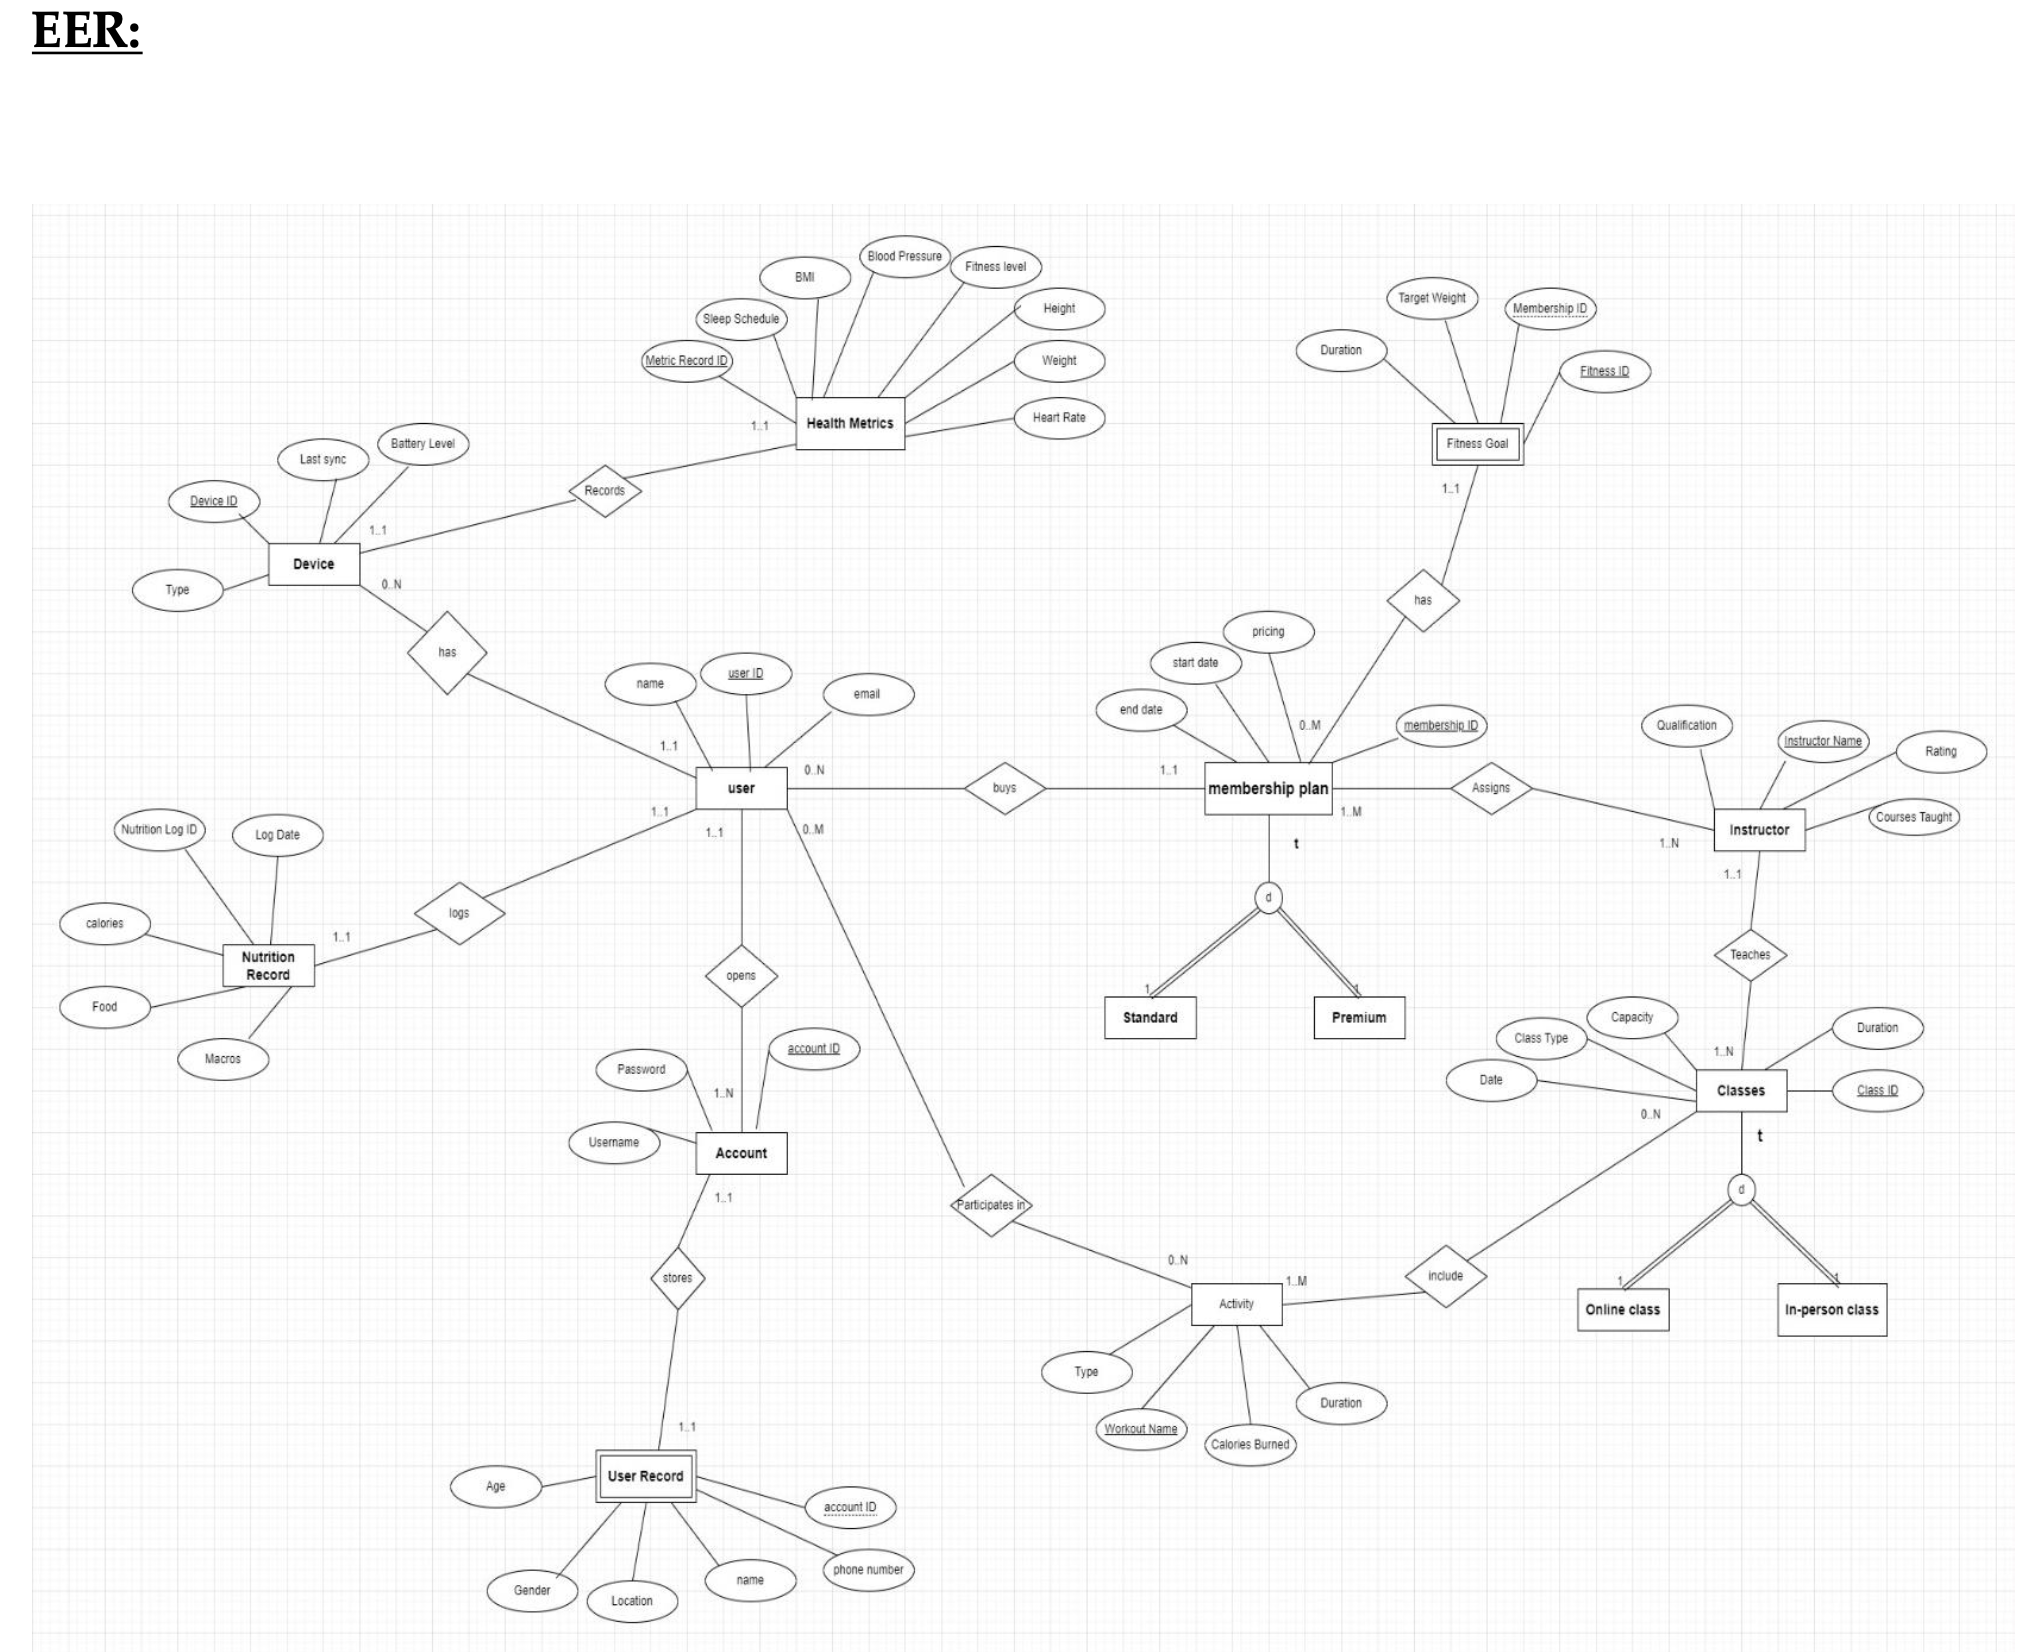 EER:
Blood Pressure
BMI
Fitness level
Sleep Schedule
Height
Metric Record ID
Weight
Heart Rate
Health Metrics
1..1
Target Weight
Membership ID
Duration
Fitness ID
Fitness Goal
1..1
Battery Level
Last sync
Device ID
Records
1..1
Device
Type
0..N
has
has
pricing
start date
end date
0..M
membership ID
name
user ID
email
1..1
user
0..N
buys
1..1
membership plan
Assigns
1..M
Qualification
Instructor Name
Rating
Courses Taught
Instructor
1..N
1..1
1..1
1..1
0..M
t
d
1
1
Standard
Premium
Nutrition Log ID
Log Date
calories
logs
1..1
Nutrition
Record
Food
Macros
opens
Teaches
Capacity
Class Type
Duration
Date
1..N
Classes
Class ID
0..N
t
d
Password
account ID
1..N
Username
Account
1..1
Participates in
0..N
1..M
include
1
1
Online class
In-person class
Activity
Type
Workout Name
Calories Burned
Duration
stores
1..1
User Record
Age
account ID
phone number
Gender
Location
name